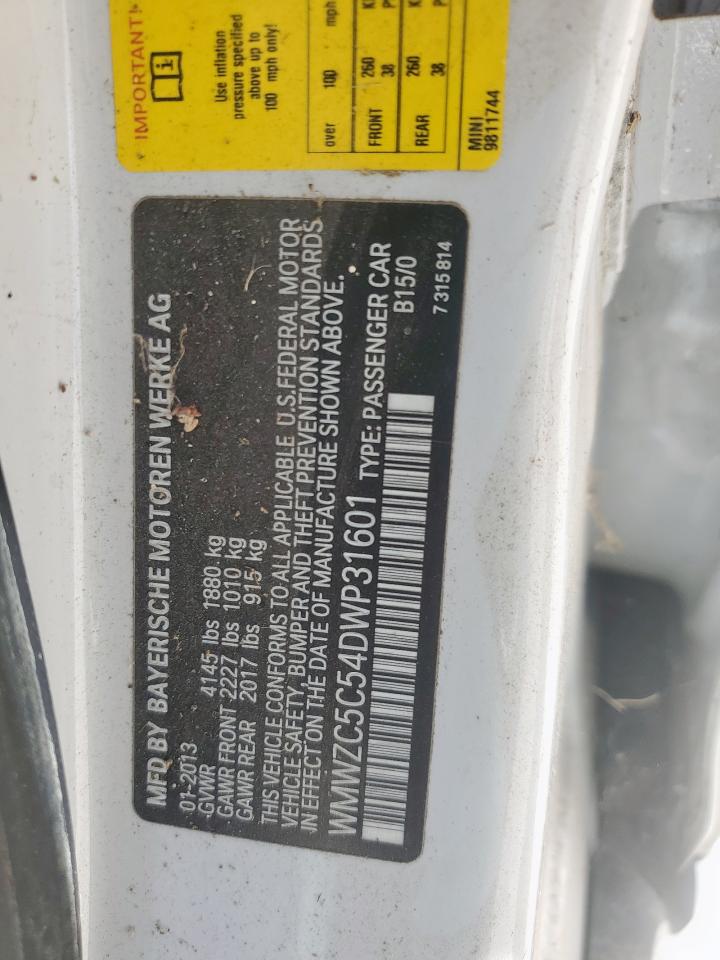 IMPORTANT!
i
Use inflation
pressure specified
above up to
100 mph only!
over 100 mph
FRONT 260
38
REAR 260
38
MINI
9811744
MFD BY BAYERISCHE MOTOREN WERKE AG
01-2013
GVWR 4145 lbs 1880 kg
GAWR FRONT 2227 lbs 1010 kg
GAWR REAR 2017 lbs 915 kg
THIS VEHICLE CONFORMS TO ALL APPLICABLE U.S.FEDERAL MOTOR
VEHICLE SAFETY, BUMPER AND THEFT PREVENTION STANDARDS
IN EFFECT ON THE DATE OF MANUFACTURE SHOWN ABOVE.
WMWZC5C54DWP31601 TYPE: PASSENGER CAR
B15/0
7 315 814